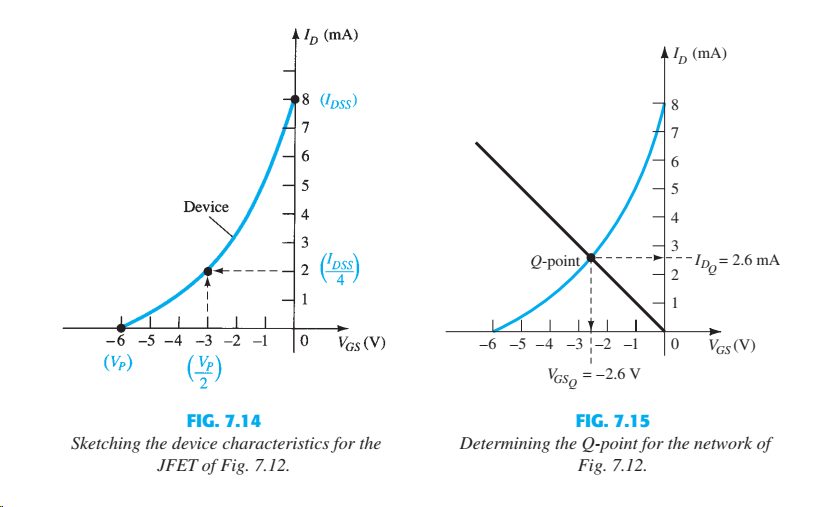 I_D (mA)
8 (I_DSS)
7
6
5
Device
4
3
2 (I_DSS/4)
1
-6 -5 -4 -3 -2 -1 0 V_GS (V)
(V_P) (V_P/2)
FIG. 7.14
Sketching the device characteristics for the
JFET of Fig. 7.12.
I_D (mA)
8
7
6
5
4
3
Q-point I_DQ = 2.6 mA
2
1
-6 -5 -4 -3 -2 -1 0 V_GS (V)
V_GSQ = -2.6 V
FIG. 7.15
Determining the Q-point for the network of
Fig. 7.12.